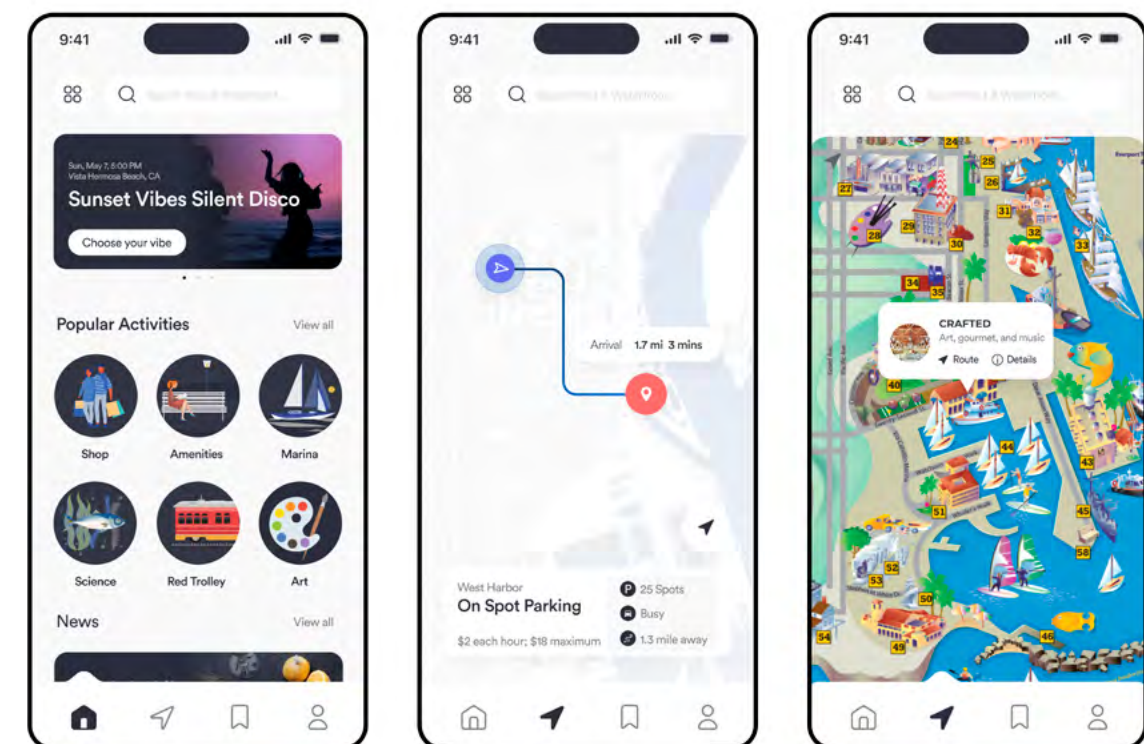 9:41
Sun, May 7, 5:00 PM
Vista Hermosa Beach, CA
Sunset Vibes Silent Disco
Choose your vibe
Popular Activities
View all
Shop
Amenities
Marina
Science
Red Trolley
Art
News
View all
9:41
Arrival 1.7 mi 3 mins
West Harbor
On Spot Parking
$2 each hour; $18 maximum
P 25 Spots
Busy
1.3 mile away
9:41
24
25
26
27
28
29
30
31
32
33
34
35
CRAFTED
Art, gourmet, and music
Route
Details
40
43
44
45
51
58
52
53
50
54
49
46